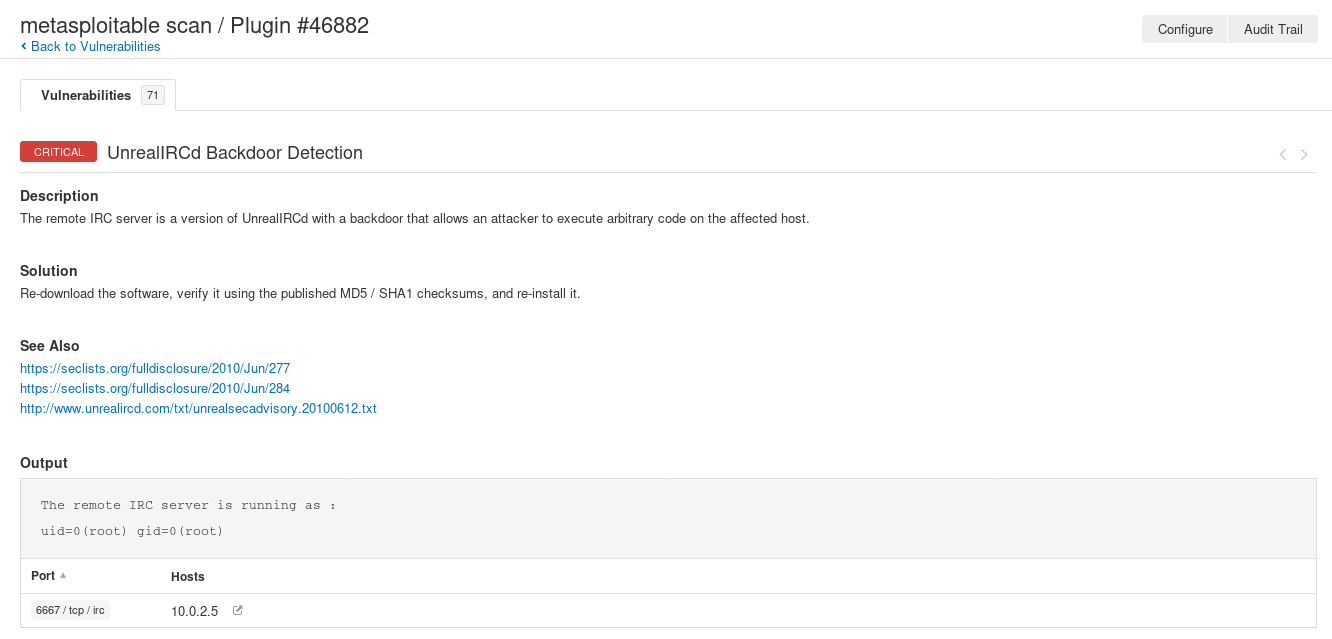 metasploitable scan / Plugin #46882
Configure
Audit Trail
Back to Vulnerabilities
Vulnerabilities 71
CRITICAL UnrealIRCd Backdoor Detection
Description
The remote IRC server is a version of UnrealIRCd with a backdoor that allows an attacker to execute arbitrary code on the affected host.
Solution
Re-download the software, verify it using the published MD5 / SHA1 checksums, and re-install it.
See Also
https://seclists.org/fulldisclosure/2010/Jun/277
https://seclists.org/fulldisclosure/2010/Jun/284
http://www.unrealircd.com/txt/unrealsecadvisory.20100612.txt
Output
The remote IRC server is running as :
uid=0(root) gid=0(root)
Port Hosts
6667 / tcp / irc 10.0.2.5